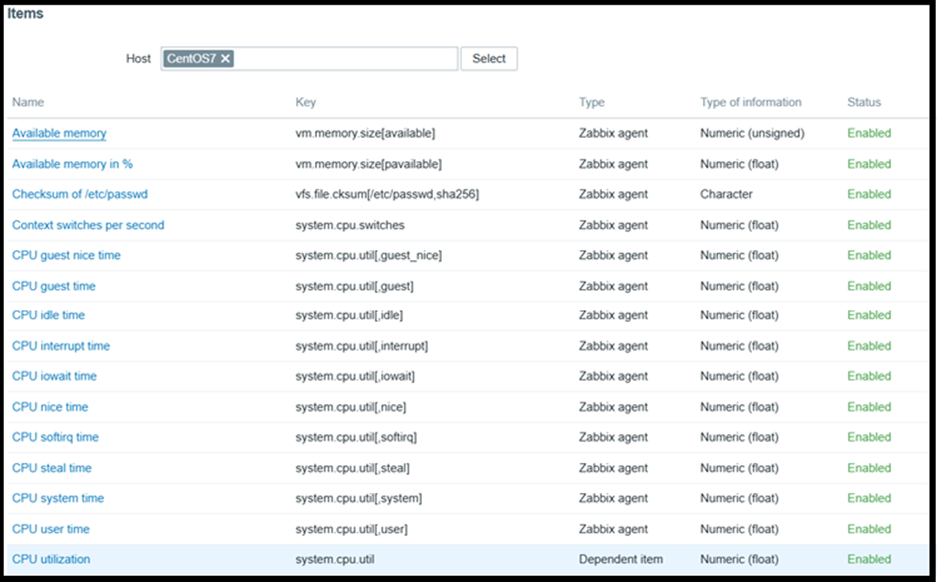 Items
Host CentOS7 Select
Name Key Type Type of information Status
Available memory vm.memory.size[available] Zabbix agent Numeric (unsigned) Enabled
Available memory in % vm.memory.size[pavailable] Zabbix agent Numeric (float) Enabled
Checksum of /etc/passwd vfs.file.cksum[/etc/passwd,sha256] Zabbix agent Character Enabled
Context switches per second system.cpu.switches Zabbix agent Numeric (float) Enabled
CPU guest nice time system.cpu.util[,guest_nice] Zabbix agent Numeric (float) Enabled
CPU guest time system.cpu.util[,guest] Zabbix agent Numeric (float) Enabled
CPU idle time system.cpu.util[,idle] Zabbix agent Numeric (float) Enabled
CPU interrupt time system.cpu.util[,interrupt] Zabbix agent Numeric (float) Enabled
CPU iowait time system.cpu.util[,iowait] Zabbix agent Numeric (float) Enabled
CPU nice time system.cpu.util[,nice] Zabbix agent Numeric (float) Enabled
CPU softirq time system.cpu.util[,softirq] Zabbix agent Numeric (float) Enabled
CPU steal time system.cpu.util[,steal] Zabbix agent Numeric (float) Enabled
CPU system time system.cpu.util[,system] Zabbix agent Numeric (float) Enabled
CPU user time system.cpu.util[,user] Zabbix agent Numeric (float) Enabled
CPU utilization system.cpu.util Dependent item Numeric (float) Enabled